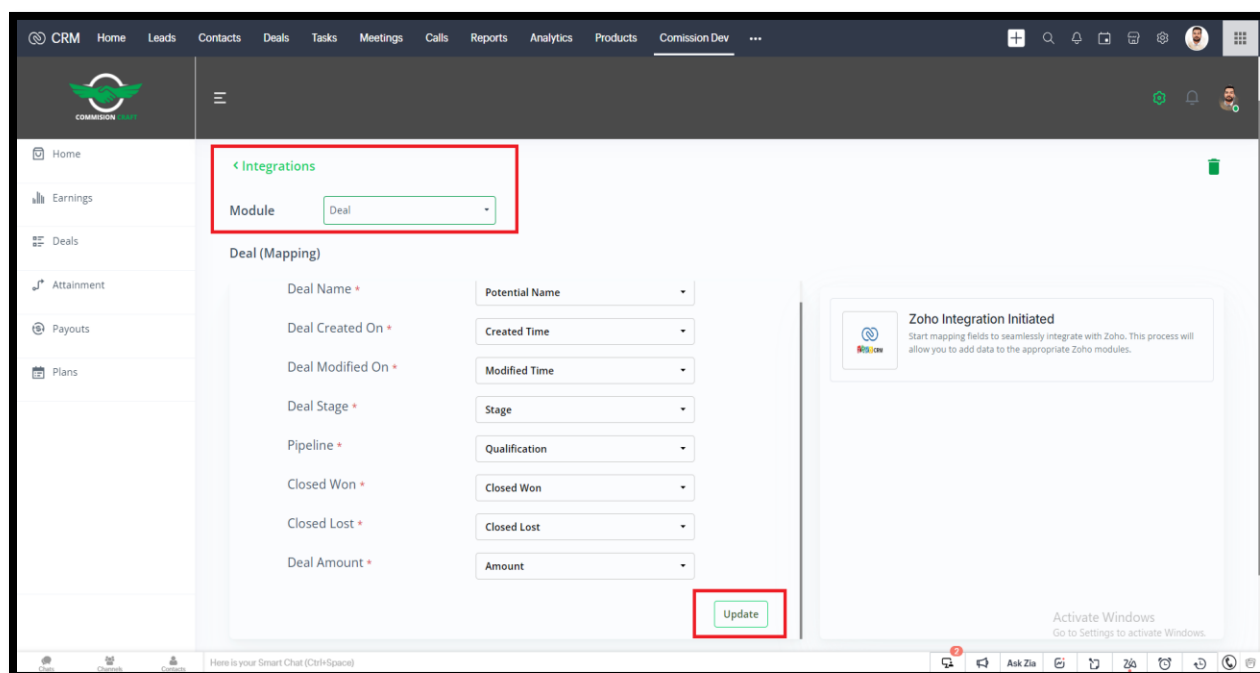 CRM Home Leads Contacts Deals Tasks Meetings Calls Reports Analytics Products Comission Dev •••
COMMISION CRAFT
Home
Earnings
Deals
Attainment
Payouts
Plans
< Integrations
Module Deal
Deal (Mapping)
Deal Name * Potential Name
Deal Created On * Created Time
Deal Modified On * Modified Time
Deal Stage * Stage
Pipeline * Qualification
Closed Won * Closed Won
Closed Lost * Closed Lost
Deal Amount * Amount
Update
Zoho Integration Initiated
Start mapping fields to seamlessly integrate with Zoho. This process will
allow you to add data to the appropriate Zoho modules.
Activate Windows
Go to Settings to activate Windows.
Chats Channels Contacts Here is your Smart Chat (Ctrl+Space) 2 Ask Zia